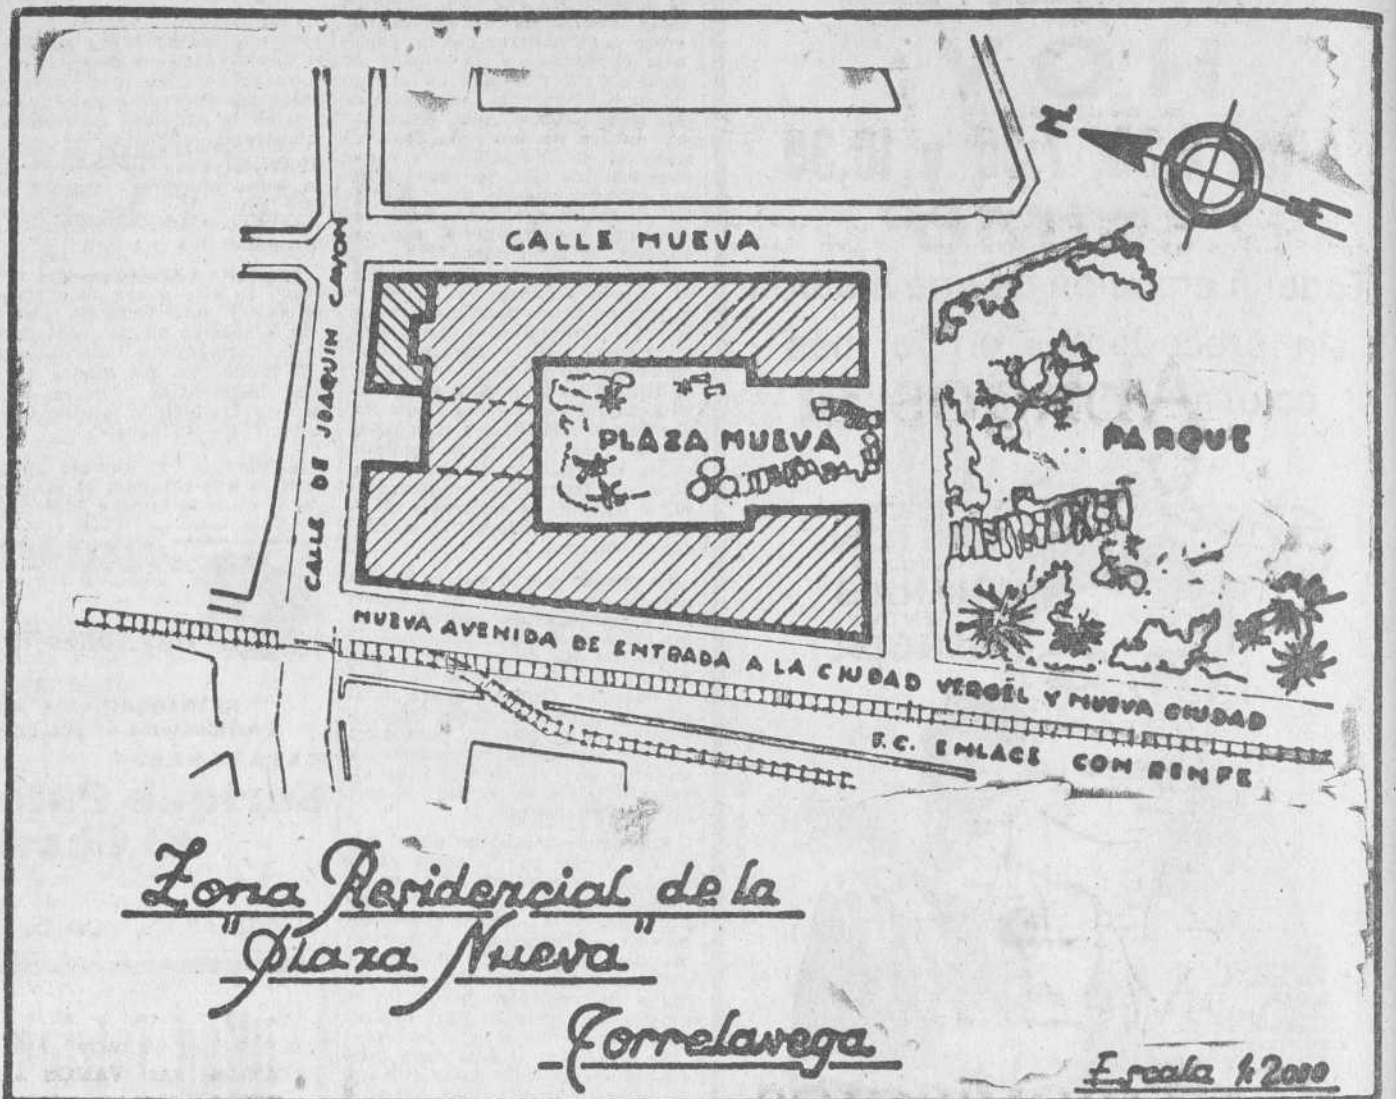 N.
CALLE NUEVA
CALLE DE JOAQUIN CAYON
PLAZA NUEVA
PARQUE
NUEVA AVENIDA DE ENTRADA A LA CIUDAD VERGEL Y NUEVA CIUDAD
F.C. ENLACE CON RENFE
Zona Residencial de la
"Plaza Nueva"
Torrelavega
Escala 1:2000